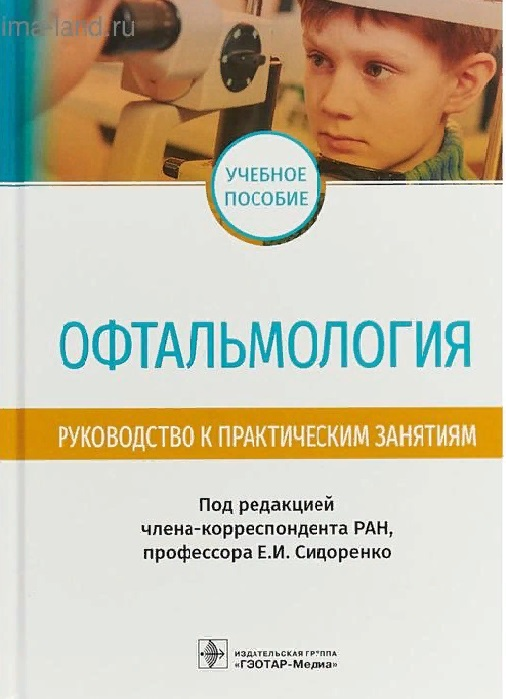 ima-land.ru
УЧЕБНОЕ
ПОСОБИЕ
ОФТАЛЬМОЛОГИЯ
РУКОВОДСТВО К ПРАКТИЧЕСКИМ ЗАНЯТИЯМ
Под редакцией
члена-корреспондента РАН,
профессора Е.И. Сидоренко
ИЗДАТЕЛЬСКАЯ ГРУППА
«ГЭОТАР-Медиа»